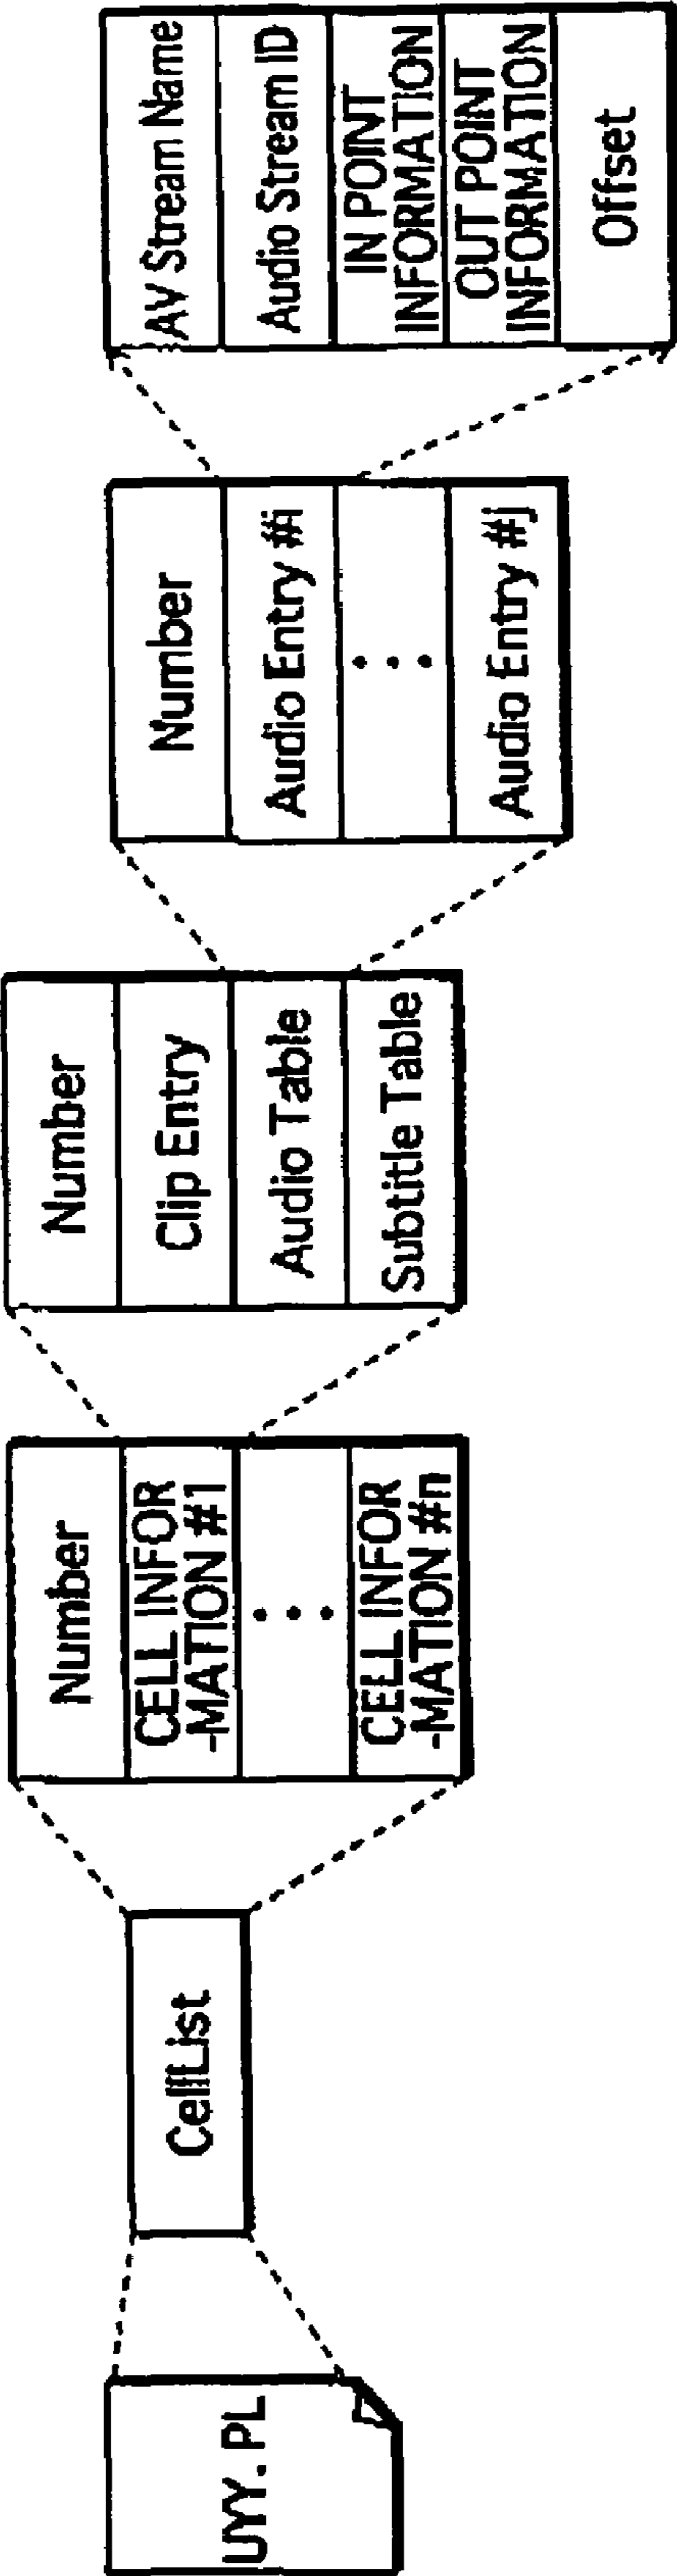 UYY.PL
CellList
Number
CELL INFOR
-MATION #1
CELL INFOR
-MATION #n
Number
Clip Entry
Audio Table
Subtitle Table
Number
Audio Entry #i
Audio Entry #j
AV Stream Name
Audio Stream ID
IN POINT
INFORMATION
OUT POINT
INFORMATION
Offset